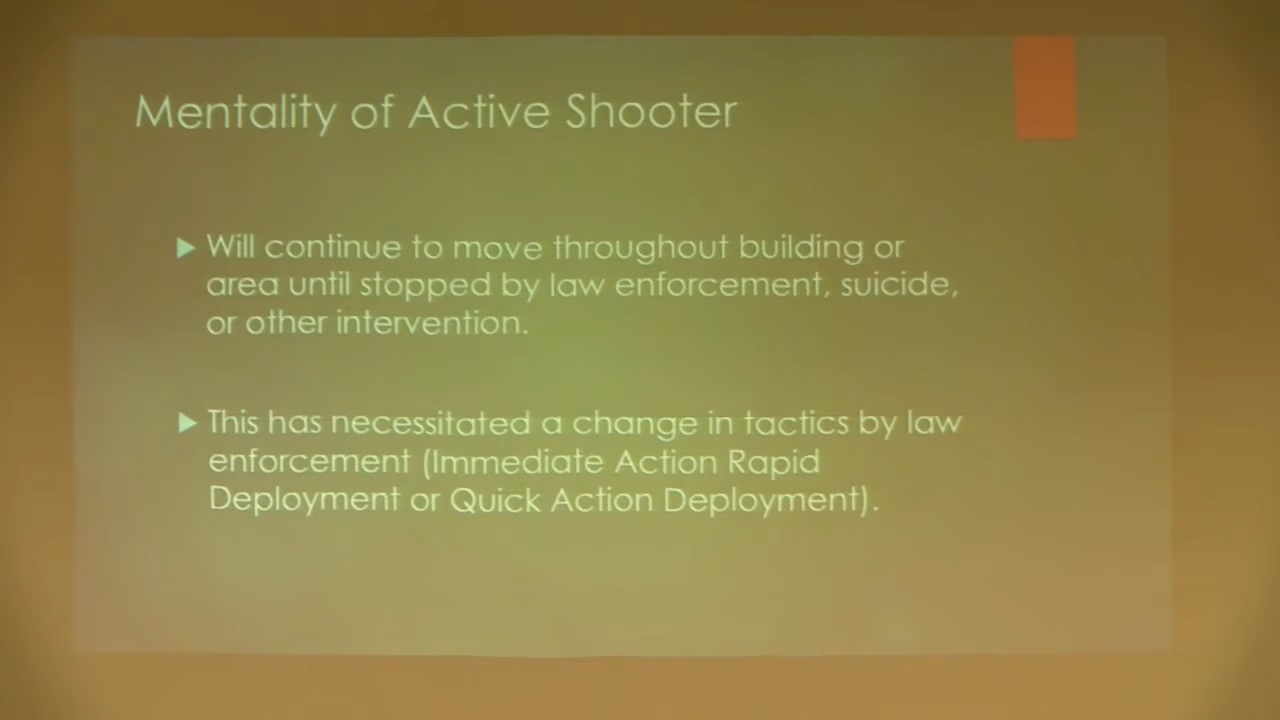 Mentality of Active Shooter
Will continue to move throughout building or
area until stopped by law enforcement, suicide,
or other intervention.
This has necessitated a change in tactics by law
enforcement (Immediate Action Rapid
Deployment or Quick Action Deployment).